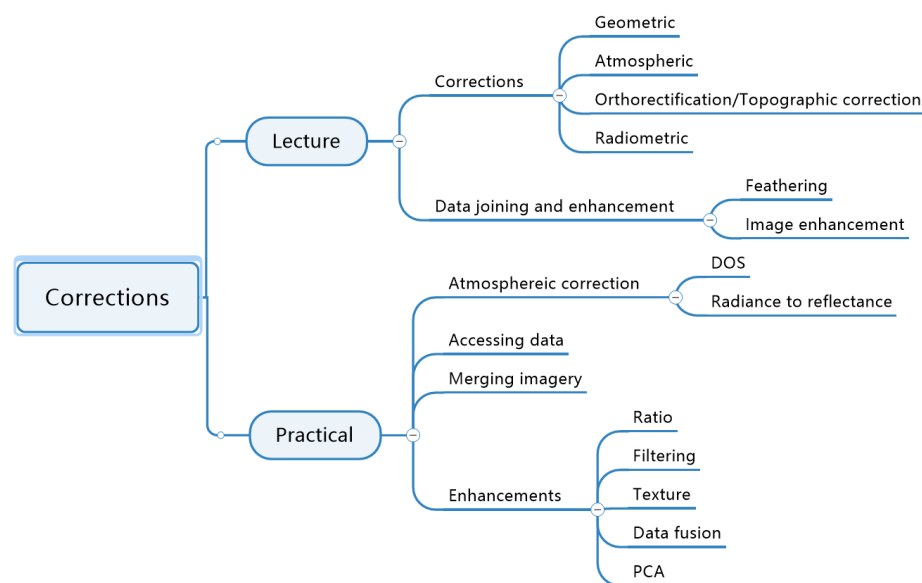 Corrections
Lecture
Corrections
Geometric
Atmospheric
Orthorectification/Topographic correction
Radiometric
Data joining and enhancement
Feathering
Image enhancement
Practical
Atmosphereic correction
DOS
Radiance to reflectance
Accessing data
Merging imagery
Enhancements
Ratio
Filtering
Texture
Data fusion
PCA